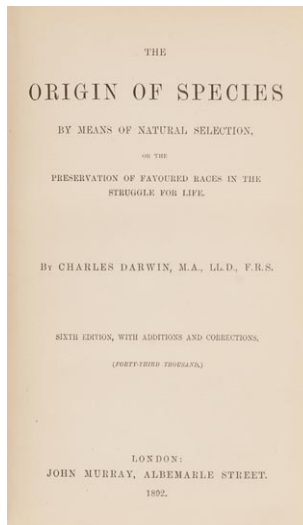 THE
ORIGIN OF SPECIES
BY MEANS OF NATURAL SELECTION,
OR THE
PRESERVATION OF FAVOURED RACES IN THE
STRUGGLE FOR LIFE.
BY CHARLES DARWIN, M.A., LL.D., F.R.S.
SIXTH EDITION, WITH ADDITIONS AND CORRECTIONS.
(FORTY-THIRD THOUSAND.)
LONDON:
JOHN MURRAY, ALBEMARLE STREET.
1892.